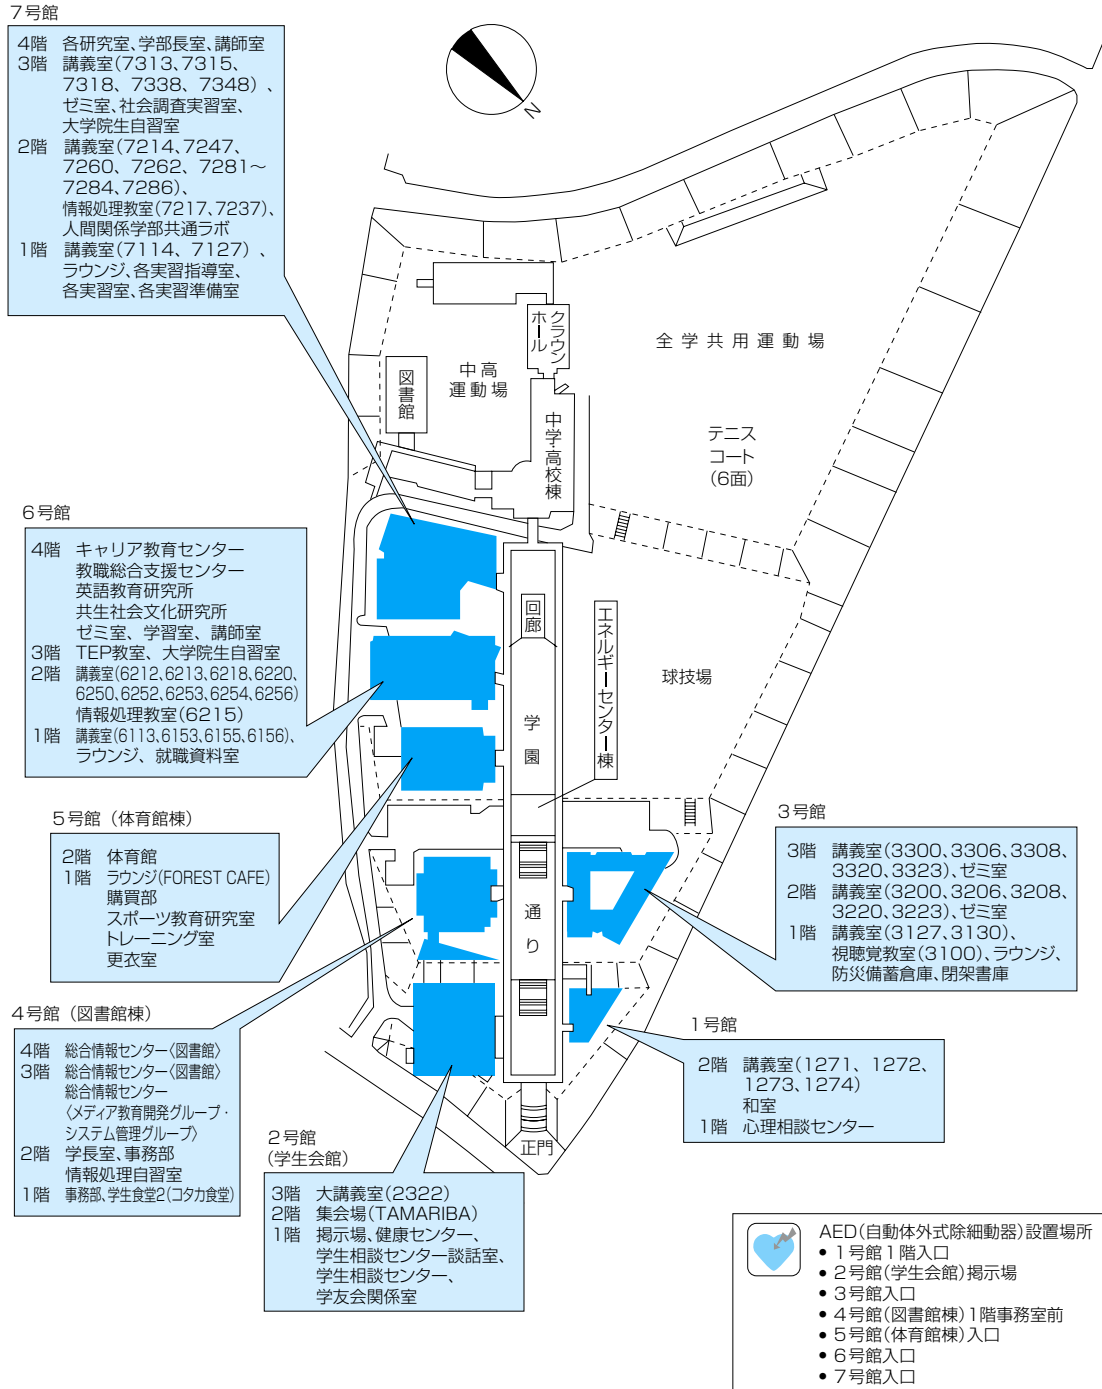 7号館
4階 各研究室、学部長室、講師室
3階 講義室(7313、7315、
7318、7338、7348)、
ゼミ室、社会調査実習室、
大学院生自習室
2階 講義室(7214、7247、
7260、7262、7281〜
7284、7286)、
情報処理教室(7217、7237)、
人間関係学部共通ラボ
1階 講義室(7114、7127)、
ラウンジ、各実習指導室、
各実習室、各実習準備室
N
クラウン
ホール
全学共用運動場
中高
運動場
図書館
中学・高校棟
テニス
コート
(6面)
6号館
4階 キャリア教育センター
教職総合支援センター
英語教育研究所
共生社会文化研究所
ゼミ室、学習室、講師室
3階 TEP教室、大学院生自習室
2階 講義室(6212、6213、6218、6220、
6250、6252、6253、6254、6256)
情報処理教室(6215)
1階 講義室(6113、6153、6155、6156)、
ラウンジ、就職資料室
回廊
エネルギーセンター棟
球技場
学園通り
5号館(体育館棟)
2階 体育館
1階 ラウンジ(FOREST CAFE)
購買部
スポーツ教育研究室
トレーニング室
更衣室
3号館
3階 講義室(3300、3306、3308、
3320、3323)、ゼミ室
2階 講義室(3200、3206、3208、
3220、3223)、ゼミ室
1階 講義室(3127、3130)、
視聴覚教室(3100)、ラウンジ、
防災備蓄倉庫、閉架書庫
4号館(図書館棟)
4階 総合情報センター〈図書館〉
3階 総合情報センター〈図書館〉
総合情報センター
〈メディア教育開発グループ・
システム管理グループ〉
2階 学長室、事務部
情報処理自習室
1階 事務部、学生食堂2(コタカ食堂)
1号館
2階 講義室(1271、1272、
1273、1274)
和室
1階 心理相談センター
正門
2号館
(学生会館)
3階 大講義室(2322)
2階 集会場(TAMARIBA)
1階 掲示場、健康センター、
学生相談センター談話室、
学生相談センター、
学友会関係室
AED(自動体外式除細動器)設置場所
• 1号館1階入口
• 2号館(学生会館)掲示場
• 3号館入口
• 4号館(図書館棟)1階事務室前
• 5号館(体育館棟)入口
• 6号館入口
• 7号館入口